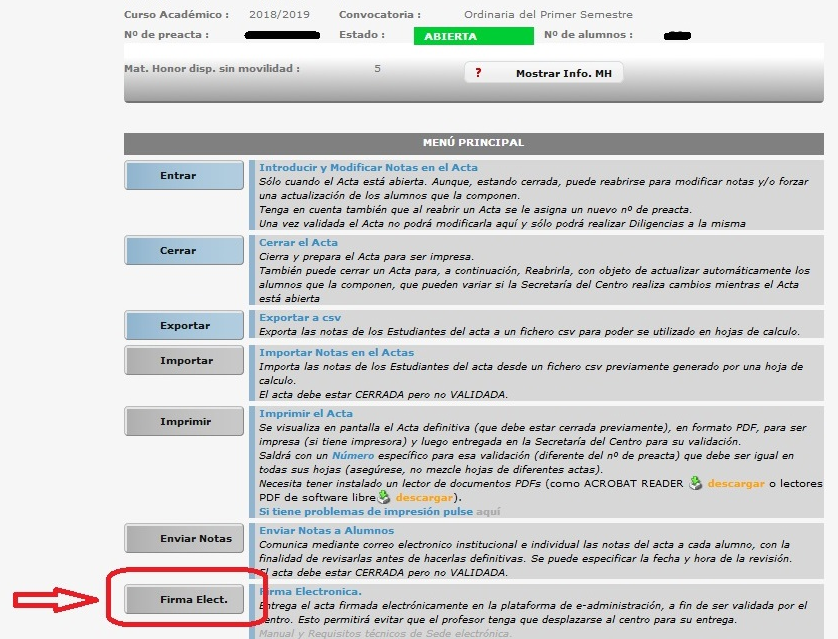 Curso Académico : 2018/2019 Convocatoria : Ordinaria del Primer Semestre
Nº de preacta : Estado : ABIERTA Nº de alumnos :
Mat. Honor disp. sin movilidad : 5 ? Mostrar Info. MH
MENÚ PRINCIPAL
Entrar
Introducir y Modificar Notas en el Acta
Sólo cuando el Acta está abierta. Aunque, estando cerrada, puede reabrirse para modificar notas y/o forzar
una actualización de los alumnos que la componen.
Tenga en cuenta también que al reabrir un Acta se le asigna un nuevo nº de preacta.
Una vez validada el Acta no podrá modificarla aquí y sólo podrá realizar Diligencias a la misma
Cerrar
Cerrar el Acta
Cierra y prepara el Acta para ser impresa.
También puede cerrar un Acta para, a continuación, Reabrirla, con objeto de actualizar automáticamente los
alumnos que la componen, que pueden variar si la Secretaría del Centro realiza cambios mientras el Acta
está abierta
Exportar
Exportar a csv
Exporta las notas de los Estudiantes del acta a un fichero csv para poder se utilizado en hojas de calculo.
Importar
Importar Notas en el Actas
Importa las notas de los Estudiantes del acta desde un fichero csv previamente generado por una hoja de
calculo.
El acta debe estar CERRADA pero no VALIDADA.
Imprimir
Imprimir el Acta
Se visualiza en pantalla el Acta definitiva (que debe estar cerrada previamente), en formato PDF, para ser
impresa (si tiene impresora) y luego entregada en la Secretaría del Centro para su validación.
Saldrá con un Número específico para esa validación (diferente del nº de preacta) que debe ser igual en
todas sus hojas (asegúrese, no mezcle hojas de diferentes actas).
Necesita tener instalado un lector de documentos PDFs (como ACROBAT READER descargar o lectores
PDF de software libre descargar).
Si tiene problemas de impresión pulse aquí
Enviar Notas
Enviar Notas a Alumnos
Comunica mediante correo electronico institucional e individual las notas del acta a cada alumno, con la
finalidad de revisarlas antes de hacerlas definitivas. Se puede especificar la fecha y hora de la revisión.
El acta debe estar CERRADA pero no VALIDADA.
Firma Elect.
Firma Electronica.
Entrega el acta firmada electrónicamente en la plataforma de e-administración, a fin de ser validada por el
centro. Esto permitirá evitar que el profesor tenga que desplazarse al centro para su entrega.
Manual y Requisitos técnicos de Sede electrónica.